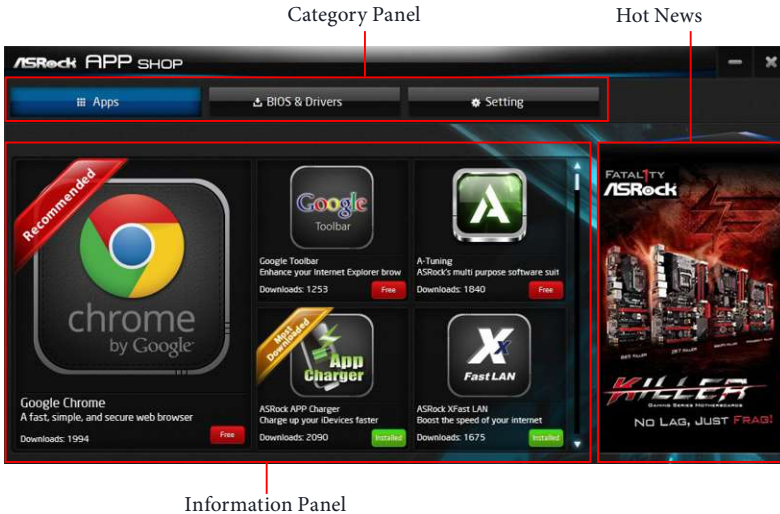 Category Panel
Hot News
ASRock APP SHOP
Apps
BIOS & Drivers
Setting
Recommended
chrome
by Google
Google Chrome
A fast, simple, and secure web browser
Downloads: 1994
Free
Google
Toolbar
Google Toolbar
Enhance your Internet Explorer brow
Downloads: 1253
Free
A-Tuning
ASRock's multi purpose software suit
Downloads: 1840
Free
Most
Downloaded
App
Charger
ASRock APP Charger
Charge up your iDevices faster
Downloads: 2090
Installed
Fast LAN
ASRock XFast LAN
Boost the speed of your internet
Downloads: 1675
Installed
FATAL1TY
ASRock
KILLER
GAMING SERIES MOTHERBOARDS
NO LAG, JUST FRAG!
Information Panel